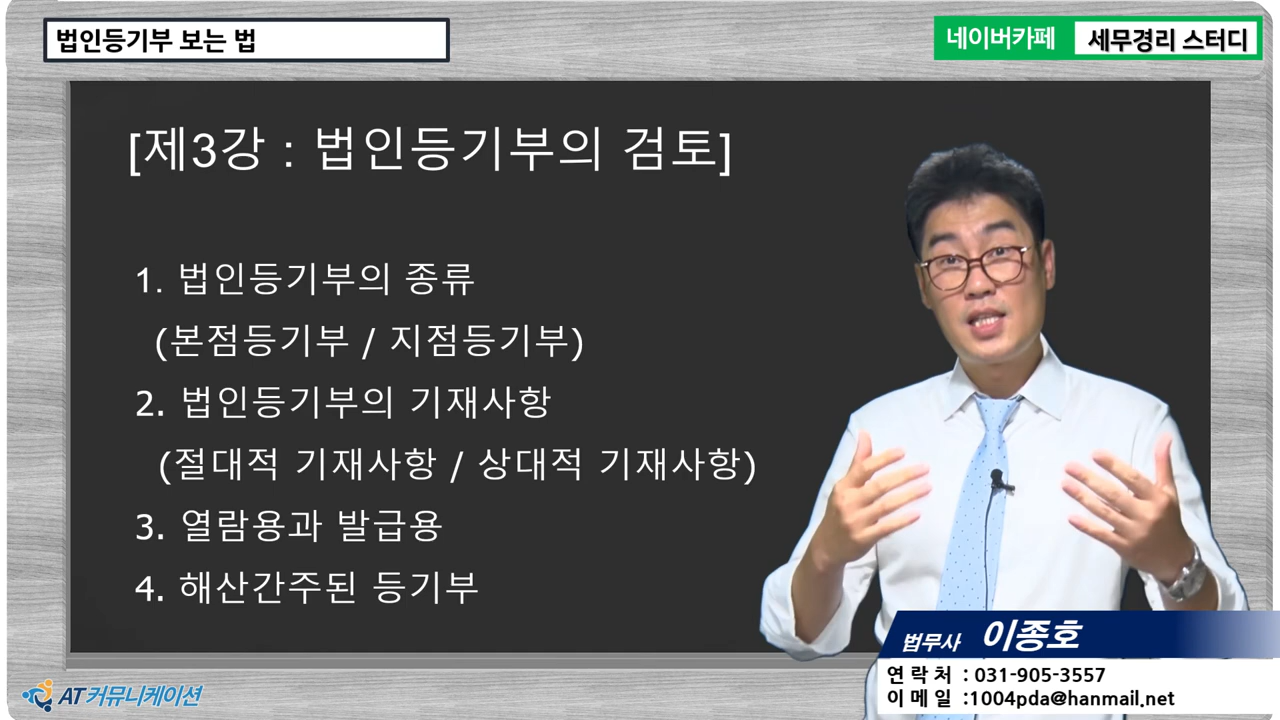 법인등기부 보는 법
네이버카페 세무경리 스터디
[제3강 : 법인등기부의 검토]
1. 법인등기부의 종류
(본점등기부 / 지점등기부)
2. 법인등기부의 기재사항
(절대적 기재사항 / 상대적 기재사항)
3. 열람용과 발급용
4. 해산간주된 등기부
법무사 이종호
연 락 처 : 031-905-3557
이 메 일 :1004pda@hanmail.net
AT커뮤니케이션